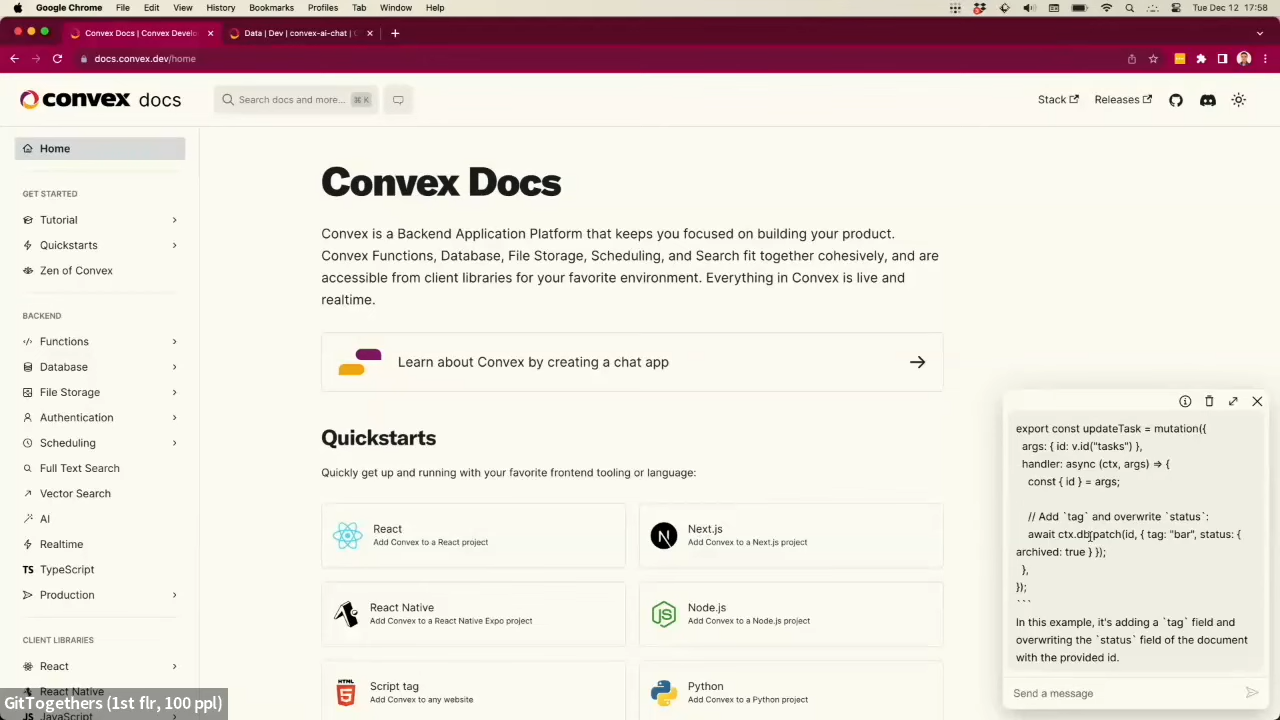 Google Chrome File Edit View History Bookmarks Profiles Tab Window Help
Tue Dec 12 17:58
Convex Docs | Convex Develo
Data | Dev | convex-ai-chat |
docs.convex.dev/home
convex docs
Search docs and more... ⌘ K
Stack
Releases
Home
GET STARTED
Tutorial
Quickstarts
Zen of Convex
BACKEND
Functions
Database
File Storage
Authentication
Scheduling
Full Text Search
Vector Search
AI
Realtime
TS TypeScript
Production
CLIENT LIBRARIES
React
React Native
JavaScript
Convex Docs
Convex is a Backend Application Platform that keeps you focused on building your product.
Convex Functions, Database, File Storage, Scheduling, and Search fit together cohesively, and are
accessible from client libraries for your favorite environment. Everything in Convex is live and
realtime.
Learn about Convex by creating a chat app
Quickstarts
Quickly get up and running with your favorite frontend tooling or language:
React
Add Convex to a React project
Next.js
Add Convex to a Next.js project
React Native
Add Convex to a React Native Expo project
Node.js
Add Convex to a Node.js project
HTML
Script tag
Add Convex to any website
Python
Add Convex to a Python project
export const updateTask = mutation({
args: { id: v.id("tasks") },
handler: async (ctx, args) => {
const { id } = args;
// Add `tag` and overwrite `status`:
await ctx.db.patch(id, { tag: "bar", status: {
archived: true } });
},
});
```
In this example, it's adding a `tag` field and
overwriting the `status` field of the document
with the provided id.
Send a message
GitTogethers (1st flr, 100 ppl)